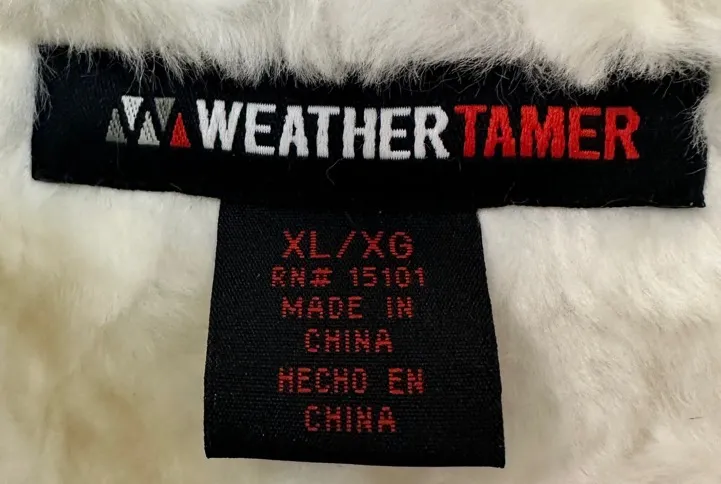 WEATHERTAMER
XL/XG
RN# 15101
MADE IN
CHINA
HECHO EN
CHINA